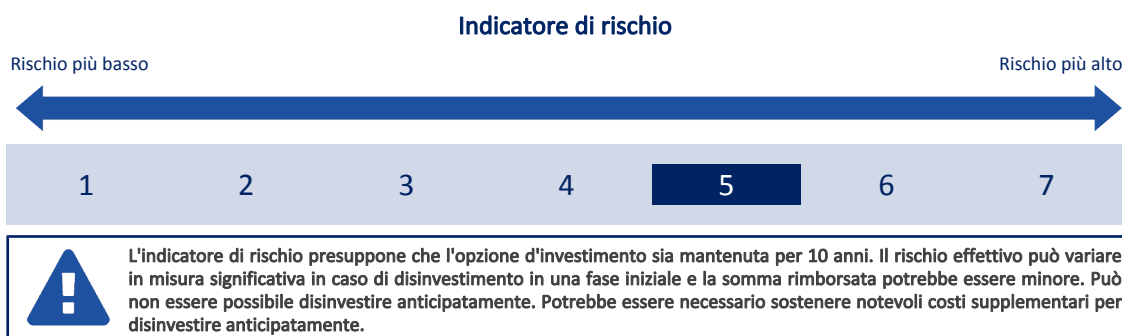 Indicatore di rischio
Rischio più basso
Rischio più alto
1 2 3 4 5 6 7
L'indicatore di rischio presuppone che l'opzione d'investimento sia mantenuta per 10 anni. Il rischio effettivo può variare
in misura significativa in caso di disinvestimento in una fase iniziale e la somma rimborsata potrebbe essere minore. Può
non essere possibile disinvestire anticipatamente. Potrebbe essere necessario sostenere notevoli costi supplementari per
disinvestire anticipatamente.